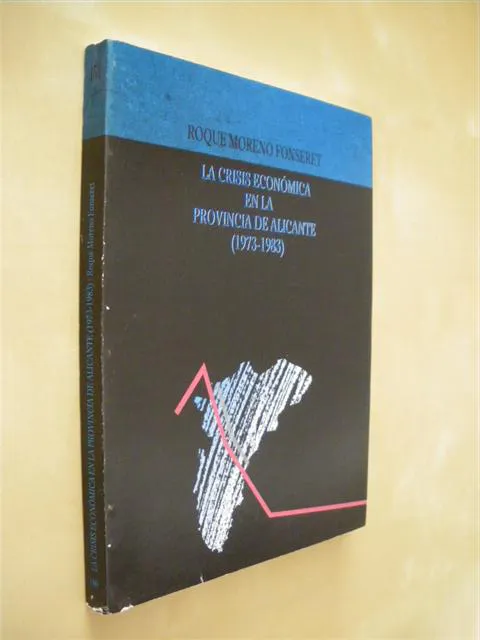 ROQUE MORENO FONSERET
LA CRISIS ECONÓMICA
EN LA
PROVINCIA DE ALICANTE
(1973-1983)
LA CRISIS ECONÓMICA EN LA PROVINCIA DE ALICANTE (1973-1983) · Roque Moreno Fonseret